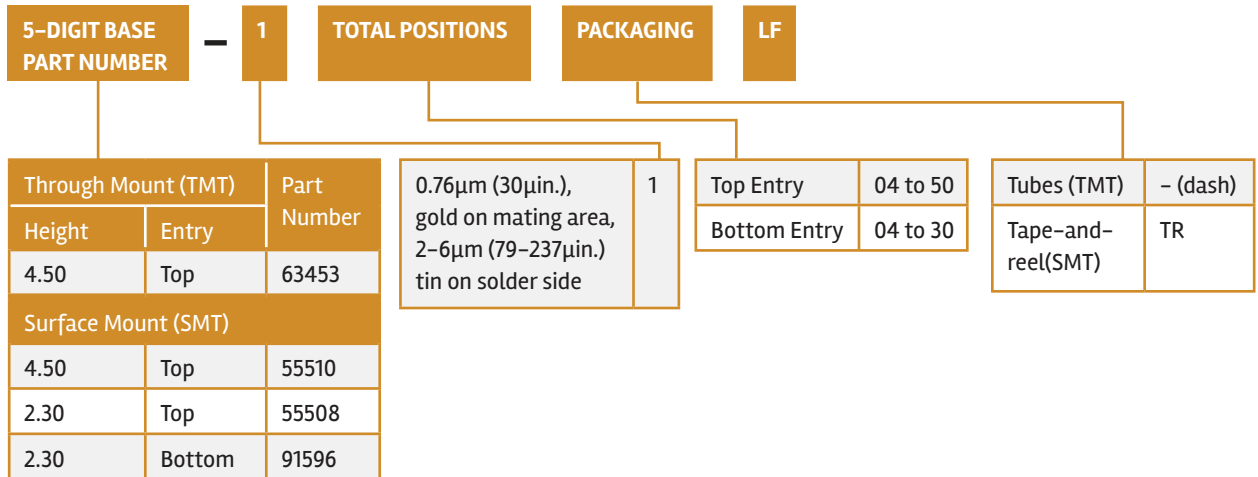 5–DIGIT BASE
PART NUMBER
–
1
TOTAL POSITIONS
PACKAGING
LF
Through Mount (TMT)
Part
Number
Height
Entry
4.50
Top
63453
Surface Mount (SMT)
4.50
Top
55510
2.30
Top
55508
2.30
Bottom
91596
0.76μm (30μin.),
gold on mating area,
2–6μm (79–237μin.)
tin on solder side
1
Top Entry
04 to 50
Bottom Entry
04 to 30
Tubes (TMT)
– (dash)
Tape–and–
reel(SMT)
TR